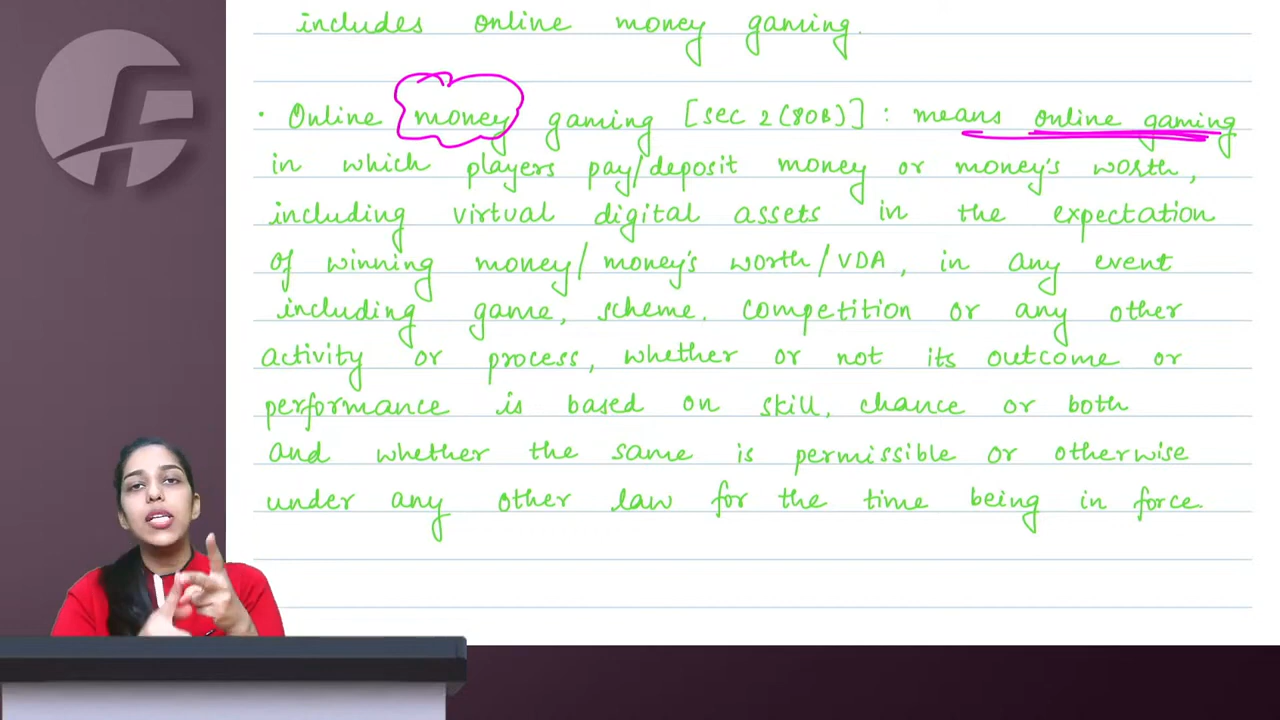 includes online money gaming.
· Online money gaming [sec 2(80B)] : means online gaming
in which players pay/deposit money or money's worth,
including virtual digital assets in the expectation
of winning money/money's worth/VDA, in any event
including game, scheme. competition or any other
activity or process, whether or not its outcome or
performance is based on skill, chance or both
and whether the same is permissible or otherwise
under any other law for the time being in force.